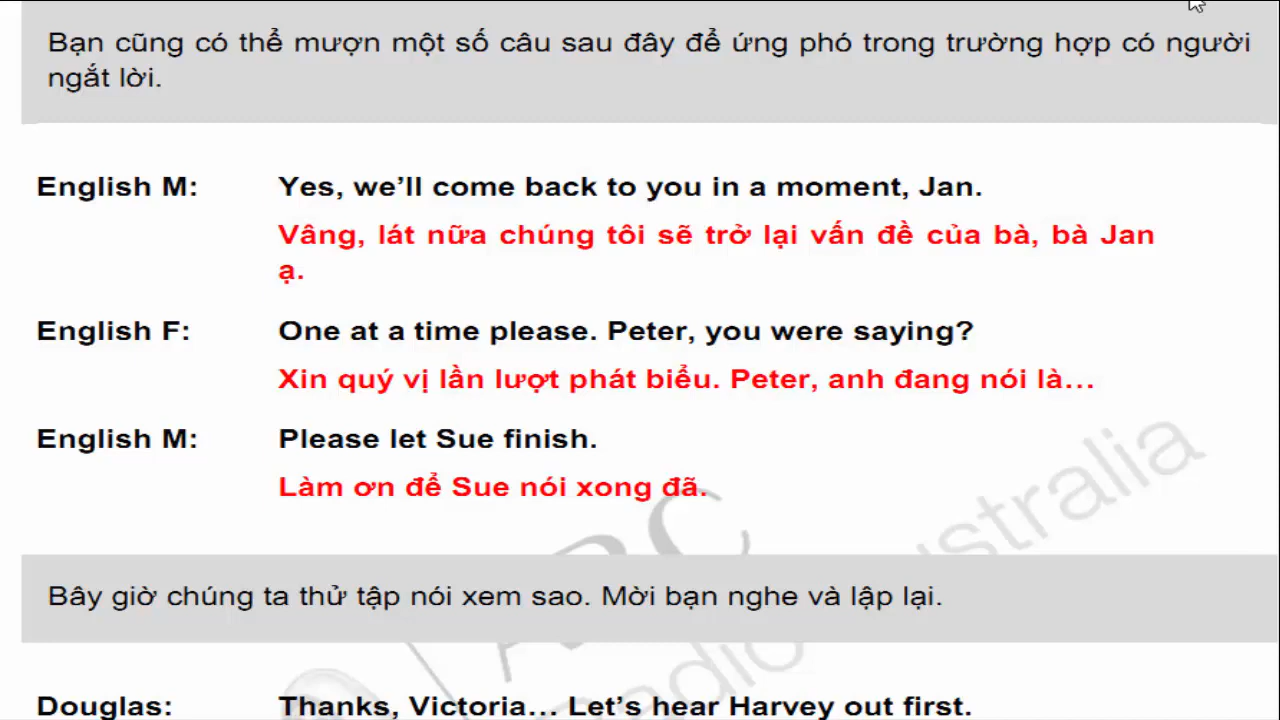 Bạn cũng có thể mượn một số câu sau đây để ứng phó trong trường hợp có người
ngắt lời.
English M: Yes, we’ll come back to you in a moment, Jan.
Vâng, lát nữa chúng tôi sẽ trở lại vấn đề của bà, bà Jan
ạ.
English F: One at a time please. Peter, you were saying?
Xin quý vị lần lượt phát biểu. Peter, anh đang nói là…
English M: Please let Sue finish.
Làm ơn để Sue nói xong đã.
ABC
Radio Australia
Bây giờ chúng ta thử tập nói xem sao. Mời bạn nghe và lập lại.
Douglas: Thanks, Victoria… Let’s hear Harvey out first.